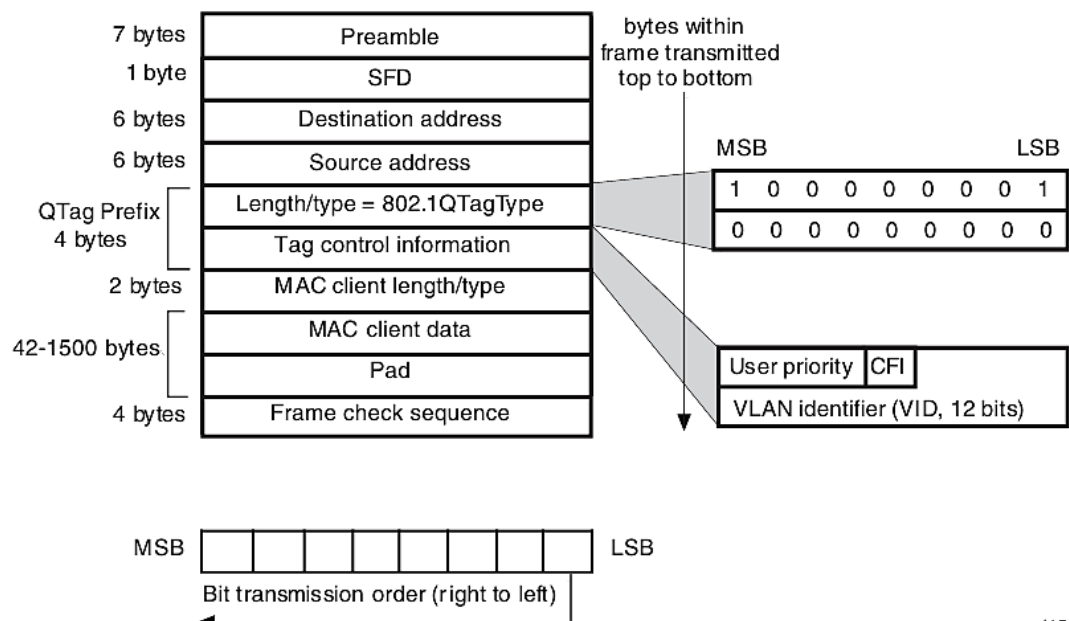 7 bytes
Preamble
1 byte
SFD
6 bytes
Destination address
6 bytes
Source address
QTag Prefix
4 bytes
Length/type = 802.1QTagType
Tag control information
2 bytes
MAC client length/type
42-1500 bytes
MAC client data
Pad
4 bytes
Frame check sequence
bytes within
frame transmitted
top to bottom
MSB LSB
1 0 0 0 0 0 0 0 1
0 0 0 0 0 0 0 0 0
User priority CFI
VLAN identifier (VID, 12 bits)
MSB LSB
Bit transmission order (right to left)